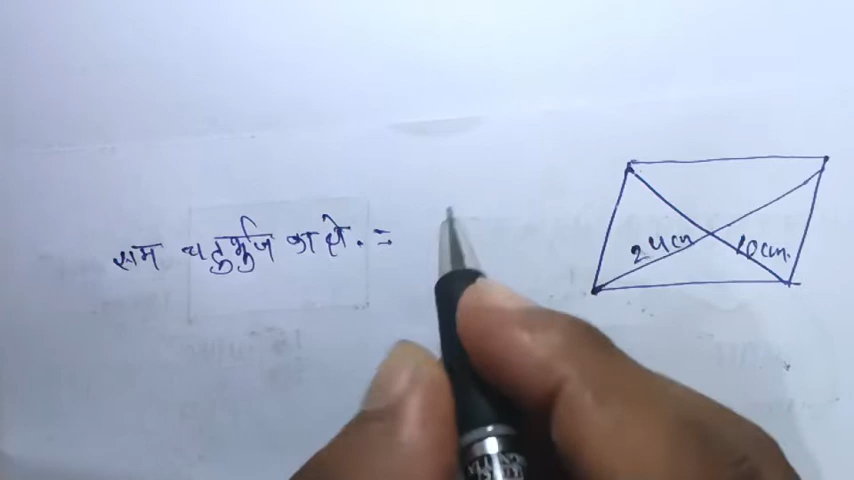 सम चतुर्भुज का क्षे. :=
24cm
10cm.